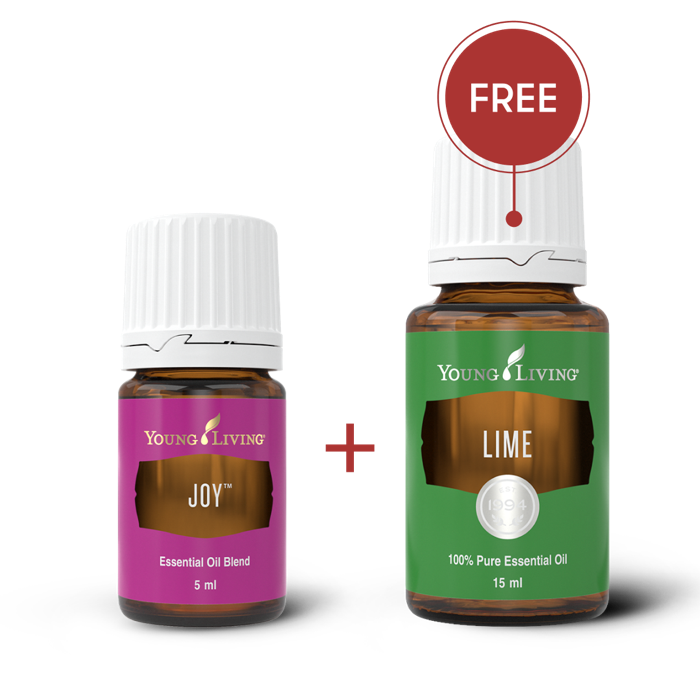 FREE
YOUNG LIVING®
JOY™
Essential Oil Blend
5 ml
+
YOUNG LIVING®
LIME
1994
100% Pure Essential Oil
15 ml